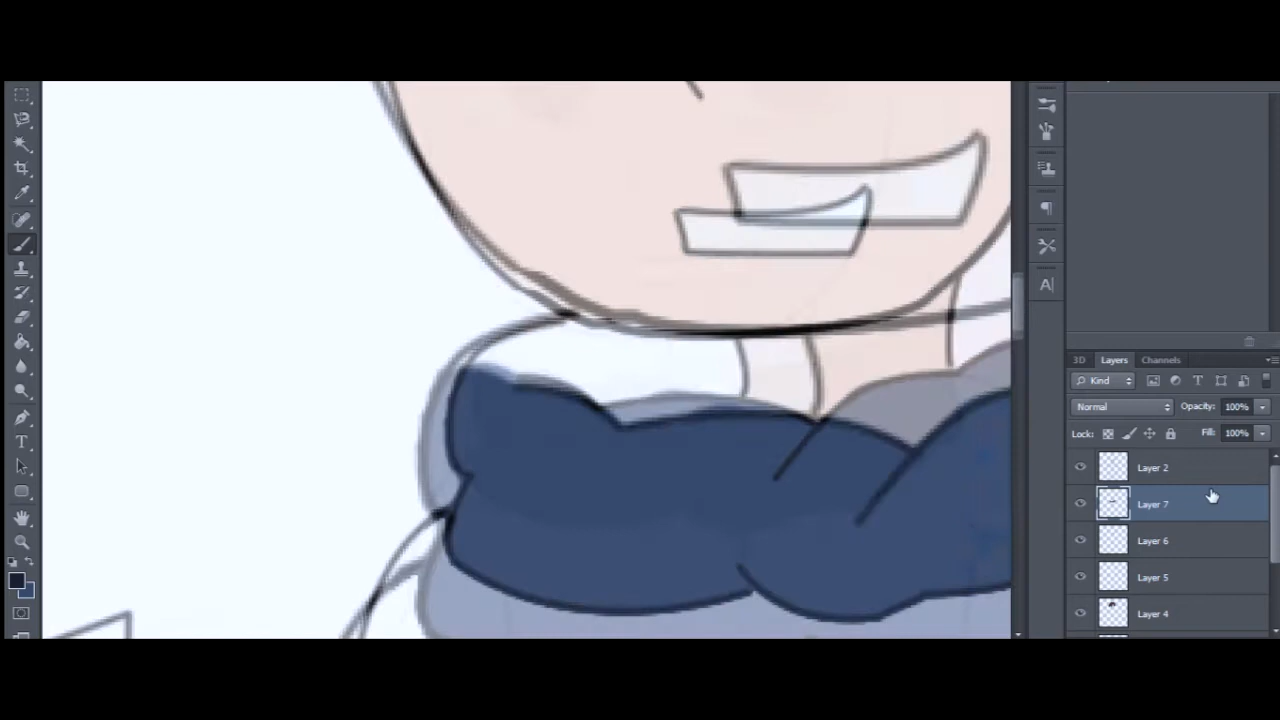 3D Layers Channels
Kind
Normal Opacity: 100%
Lock: Fill: 100%
Layer 2
Layer 7
Layer 6
Layer 5
Layer 4